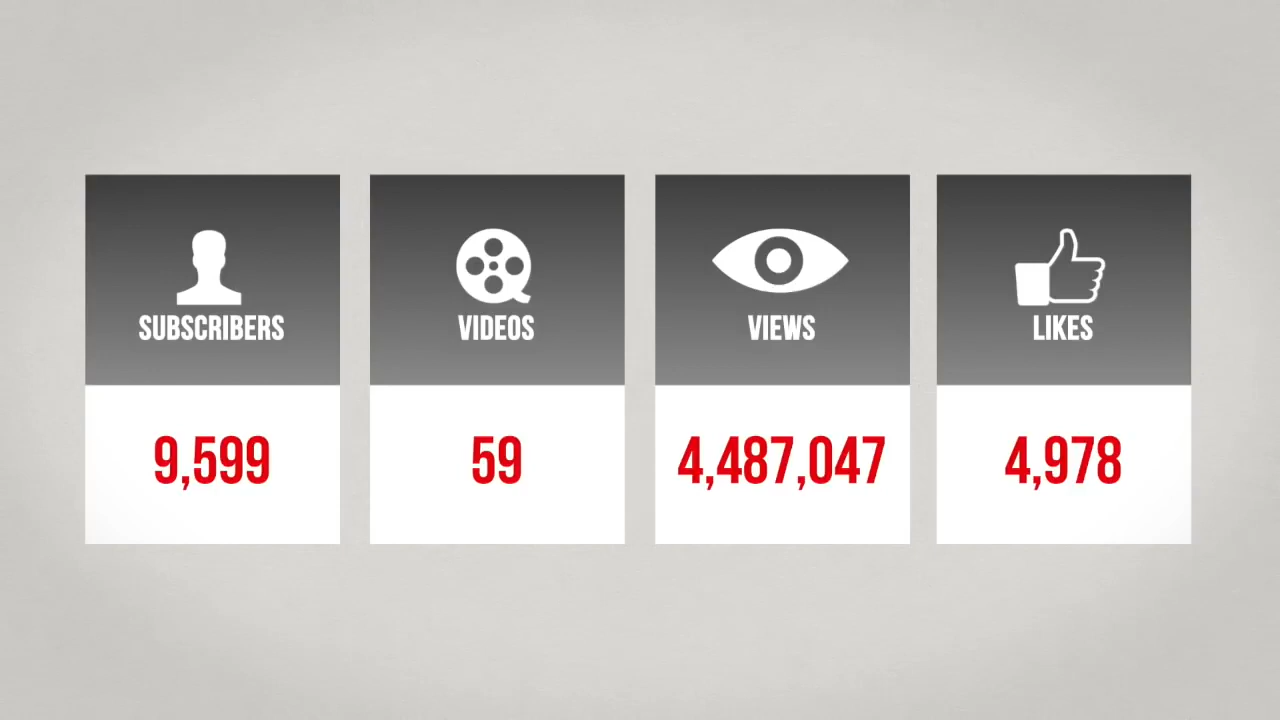 SUBSCRIBERS
9,599
VIDEOS
59
VIEWS
4,487,047
LIKES
4,978